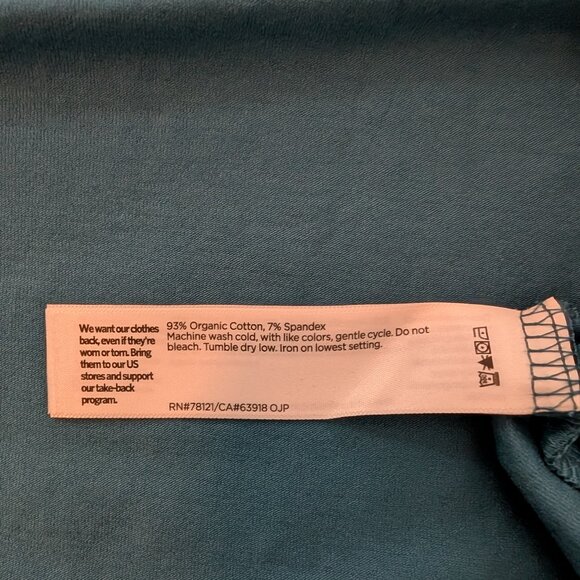 We want our clothes
back, even if they're
worn or torn. Bring
them to our US
stores and support
our take-back
program.
93% Organic Cotton, 7% Spandex
Machine wash cold, with like colors, gentle cycle. Do not
bleach. Tumble dry low. Iron on lowest setting.
RN#78121/CA#63918 OJP